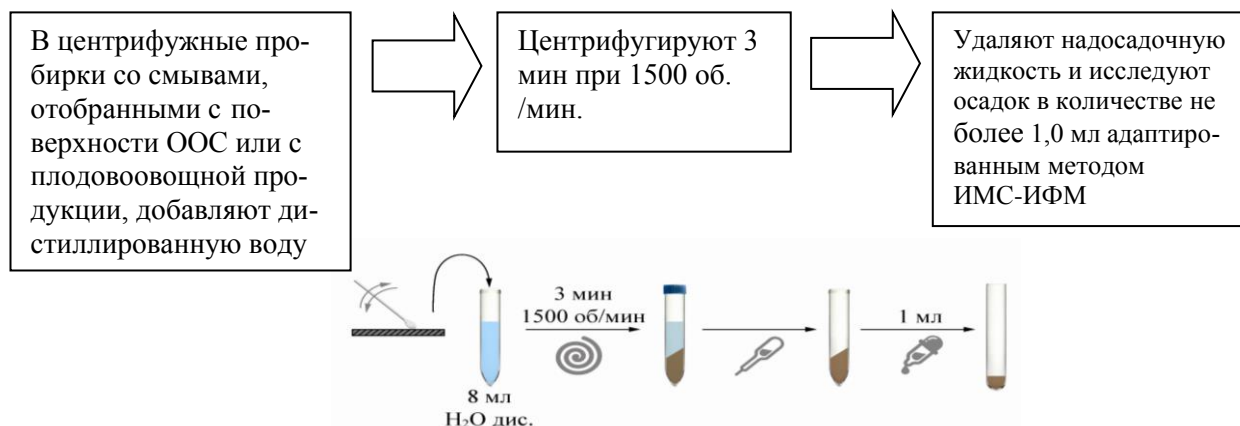 В центрифужные про-
бирки со смывами,
отобранными с по-
верхности ООС или с
плодовоовощной про-
дукции, добавляют ди-
стиллированную воду
Центрифугируют 3
мин при 1500 об.
/мин.
Удаляют надосадочную
жидкость и исследуют
осадок в количестве не
более 1,0 мл адаптиро-
ванным методом
ИМС-ИФМ
3 мин
1500 об/мин
1 мл
8 мл
H₂O дис.